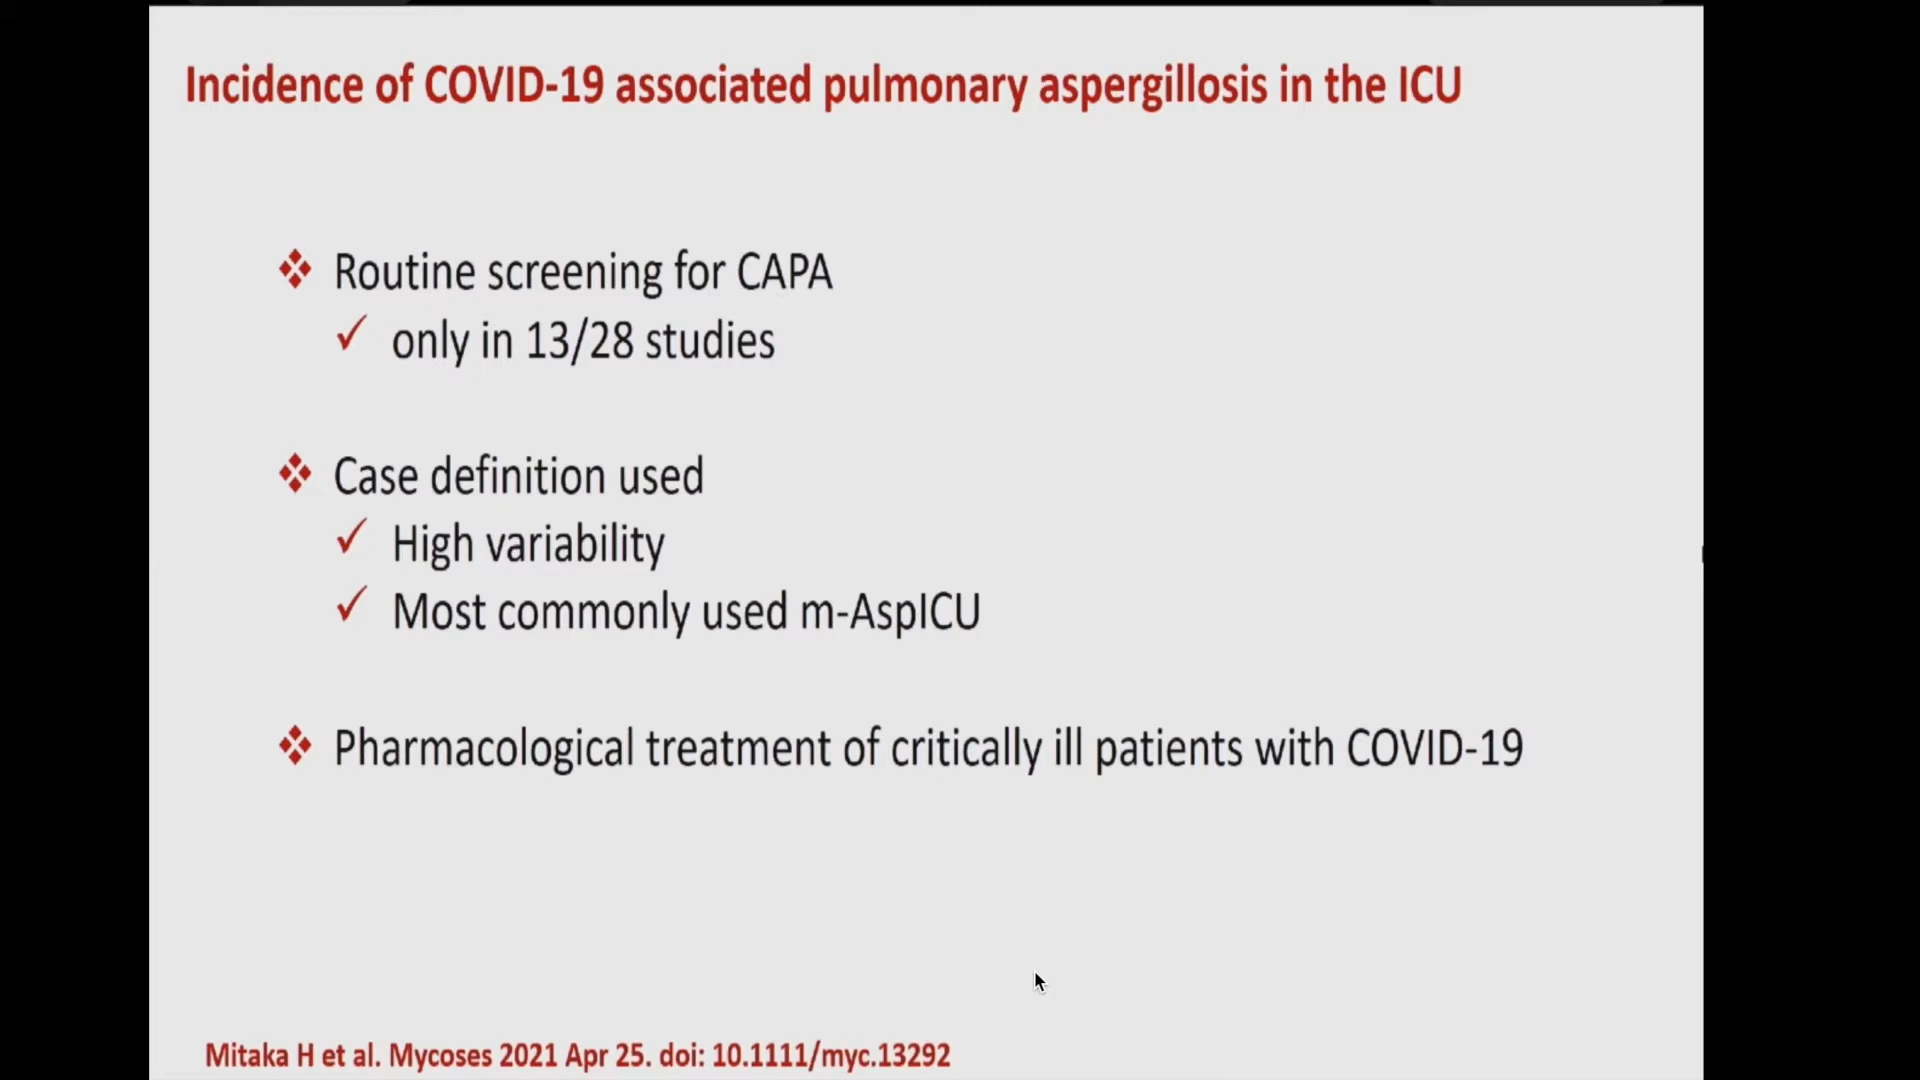 Incidence of COVID-19 associated pulmonary aspergillosis in the ICU
Routine screening for CAPA
only in 13/28 studies
Case definition used
High variability
Most commonly used m-AspICU
Pharmacological treatment of critically ill patients with COVID-19
Mitaka H et al. Mycoses 2021 Apr 25. doi: 10.1111/myc.13292